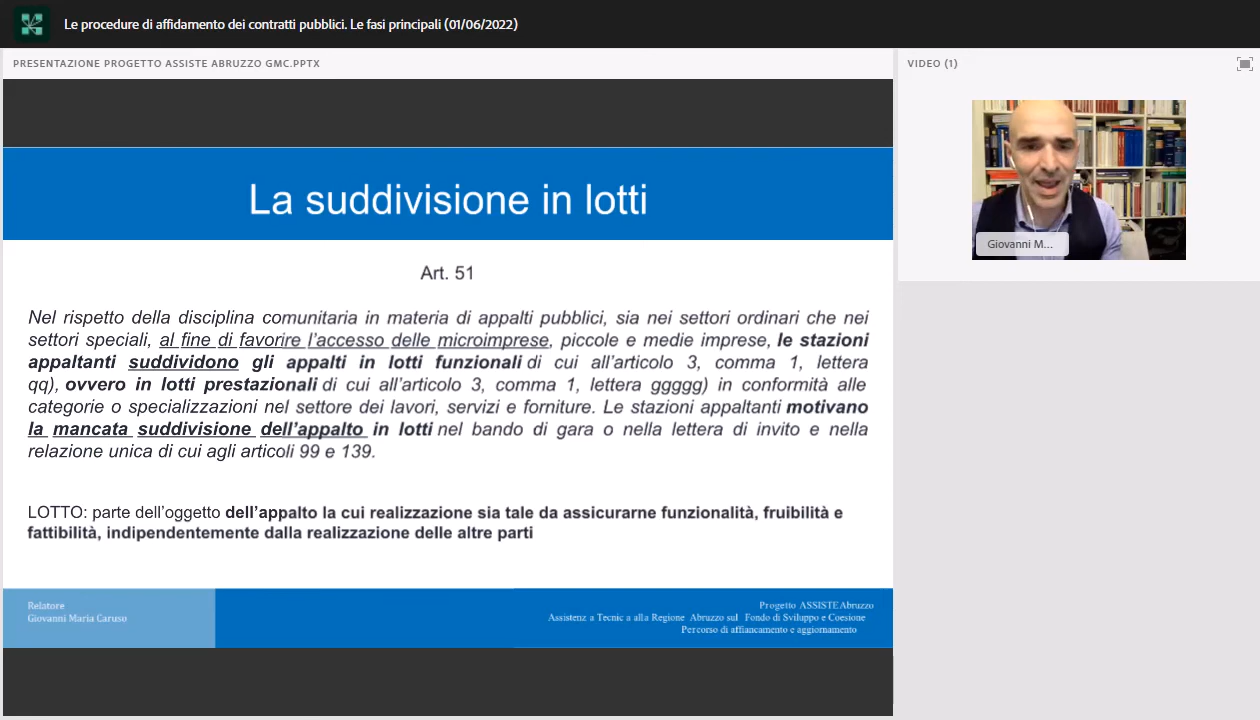 Le procedure di affidamento dei contratti pubblici. Le fasi principali (01/06/2022)
PRESENTAZIONE PROGETTO ASSISTE ABRUZZO GMC.PPTX
VIDEO (1)
La suddivisione in lotti
Art. 51
Nel rispetto della disciplina comunitaria in materia di appalti pubblici, sia nei settori ordinari che nei
settori speciali, al fine di favorire l'accesso delle microimprese, piccole e medie imprese, le stazioni
appaltanti suddividono gli appalti in lotti funzionali di cui all'articolo 3, comma 1, lettera
qq), ovvero in lotti prestazionali di cui all'articolo 3, comma 1, lettera ggggg) in conformità alle
categorie o specializzazioni nel settore dei lavori, servizi e forniture. Le stazioni appaltanti motivano
la mancata suddivisione dell'appalto in lotti nel bando di gara o nella lettera di invito e nella
relazione unica di cui agli articoli 99 e 139.
LOTTO: parte dell'oggetto dell'appalto la cui realizzazione sia tale da assicurarne funzionalità, fruibilità e
fattibilità, indipendentemente dalla realizzazione delle altre parti
Relatore
Giovanni Maria Caruso
Progetto ASSISTE Abruzzo
Assistenz a Tecnic a alla Regione Abruzzo sul Fondo di Sviluppo e Coesione
Percorso di affiancamento e aggiornamento
Giovanni M...